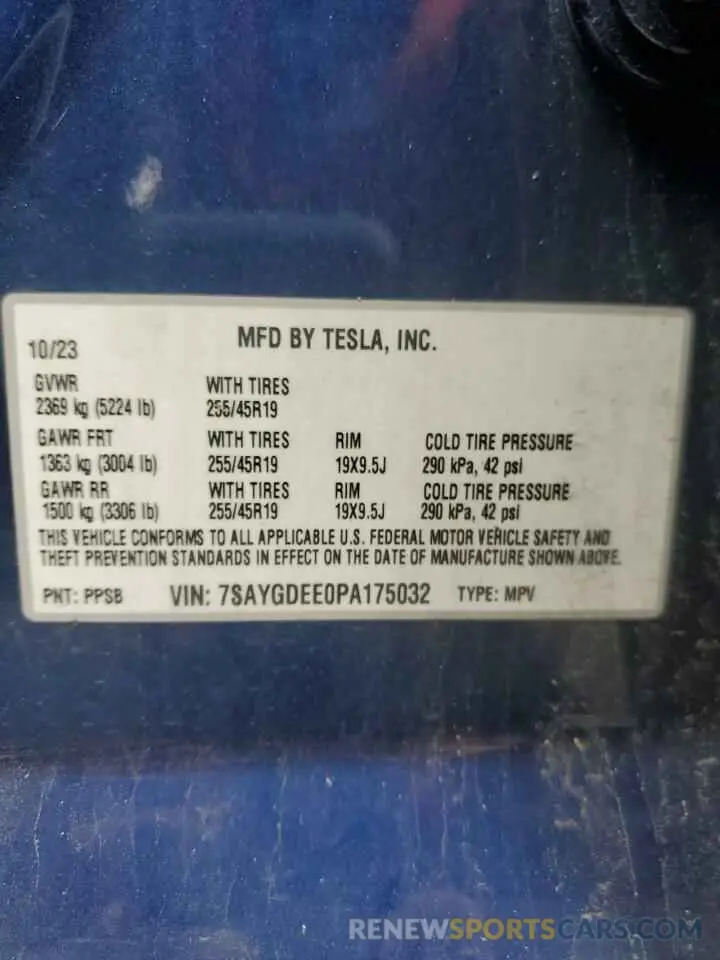 10/23 MFD BY TESLA, INC.
GVWR WITH TIRES
2369 kg (5224 lb) 255/45R19
GAWR FRT WITH TIRES RIM COLD TIRE PRESSURE
1363 kg (3004 lb) 255/45R19 19X9.5J 290 kPa, 42 psi
GAWR RR WITH TIRES RIM COLD TIRE PRESSURE
1500 kg (3306 lb) 255/45R19 19X9.5J 290 kPa, 42 psi
THIS VEHICLE CONFORMS TO ALL APPLICABLE U.S. FEDERAL MOTOR VEHICLE SAFETY AND
THEFT PREVENTION STANDARDS IN EFFECT ON THE DATE OF MANUFACTURE SHOWN ABOVE.
PNT: PPSB VIN: 7SAYGDEE0PA175032 TYPE: MPV
RENEWSPORTSCARS.COM